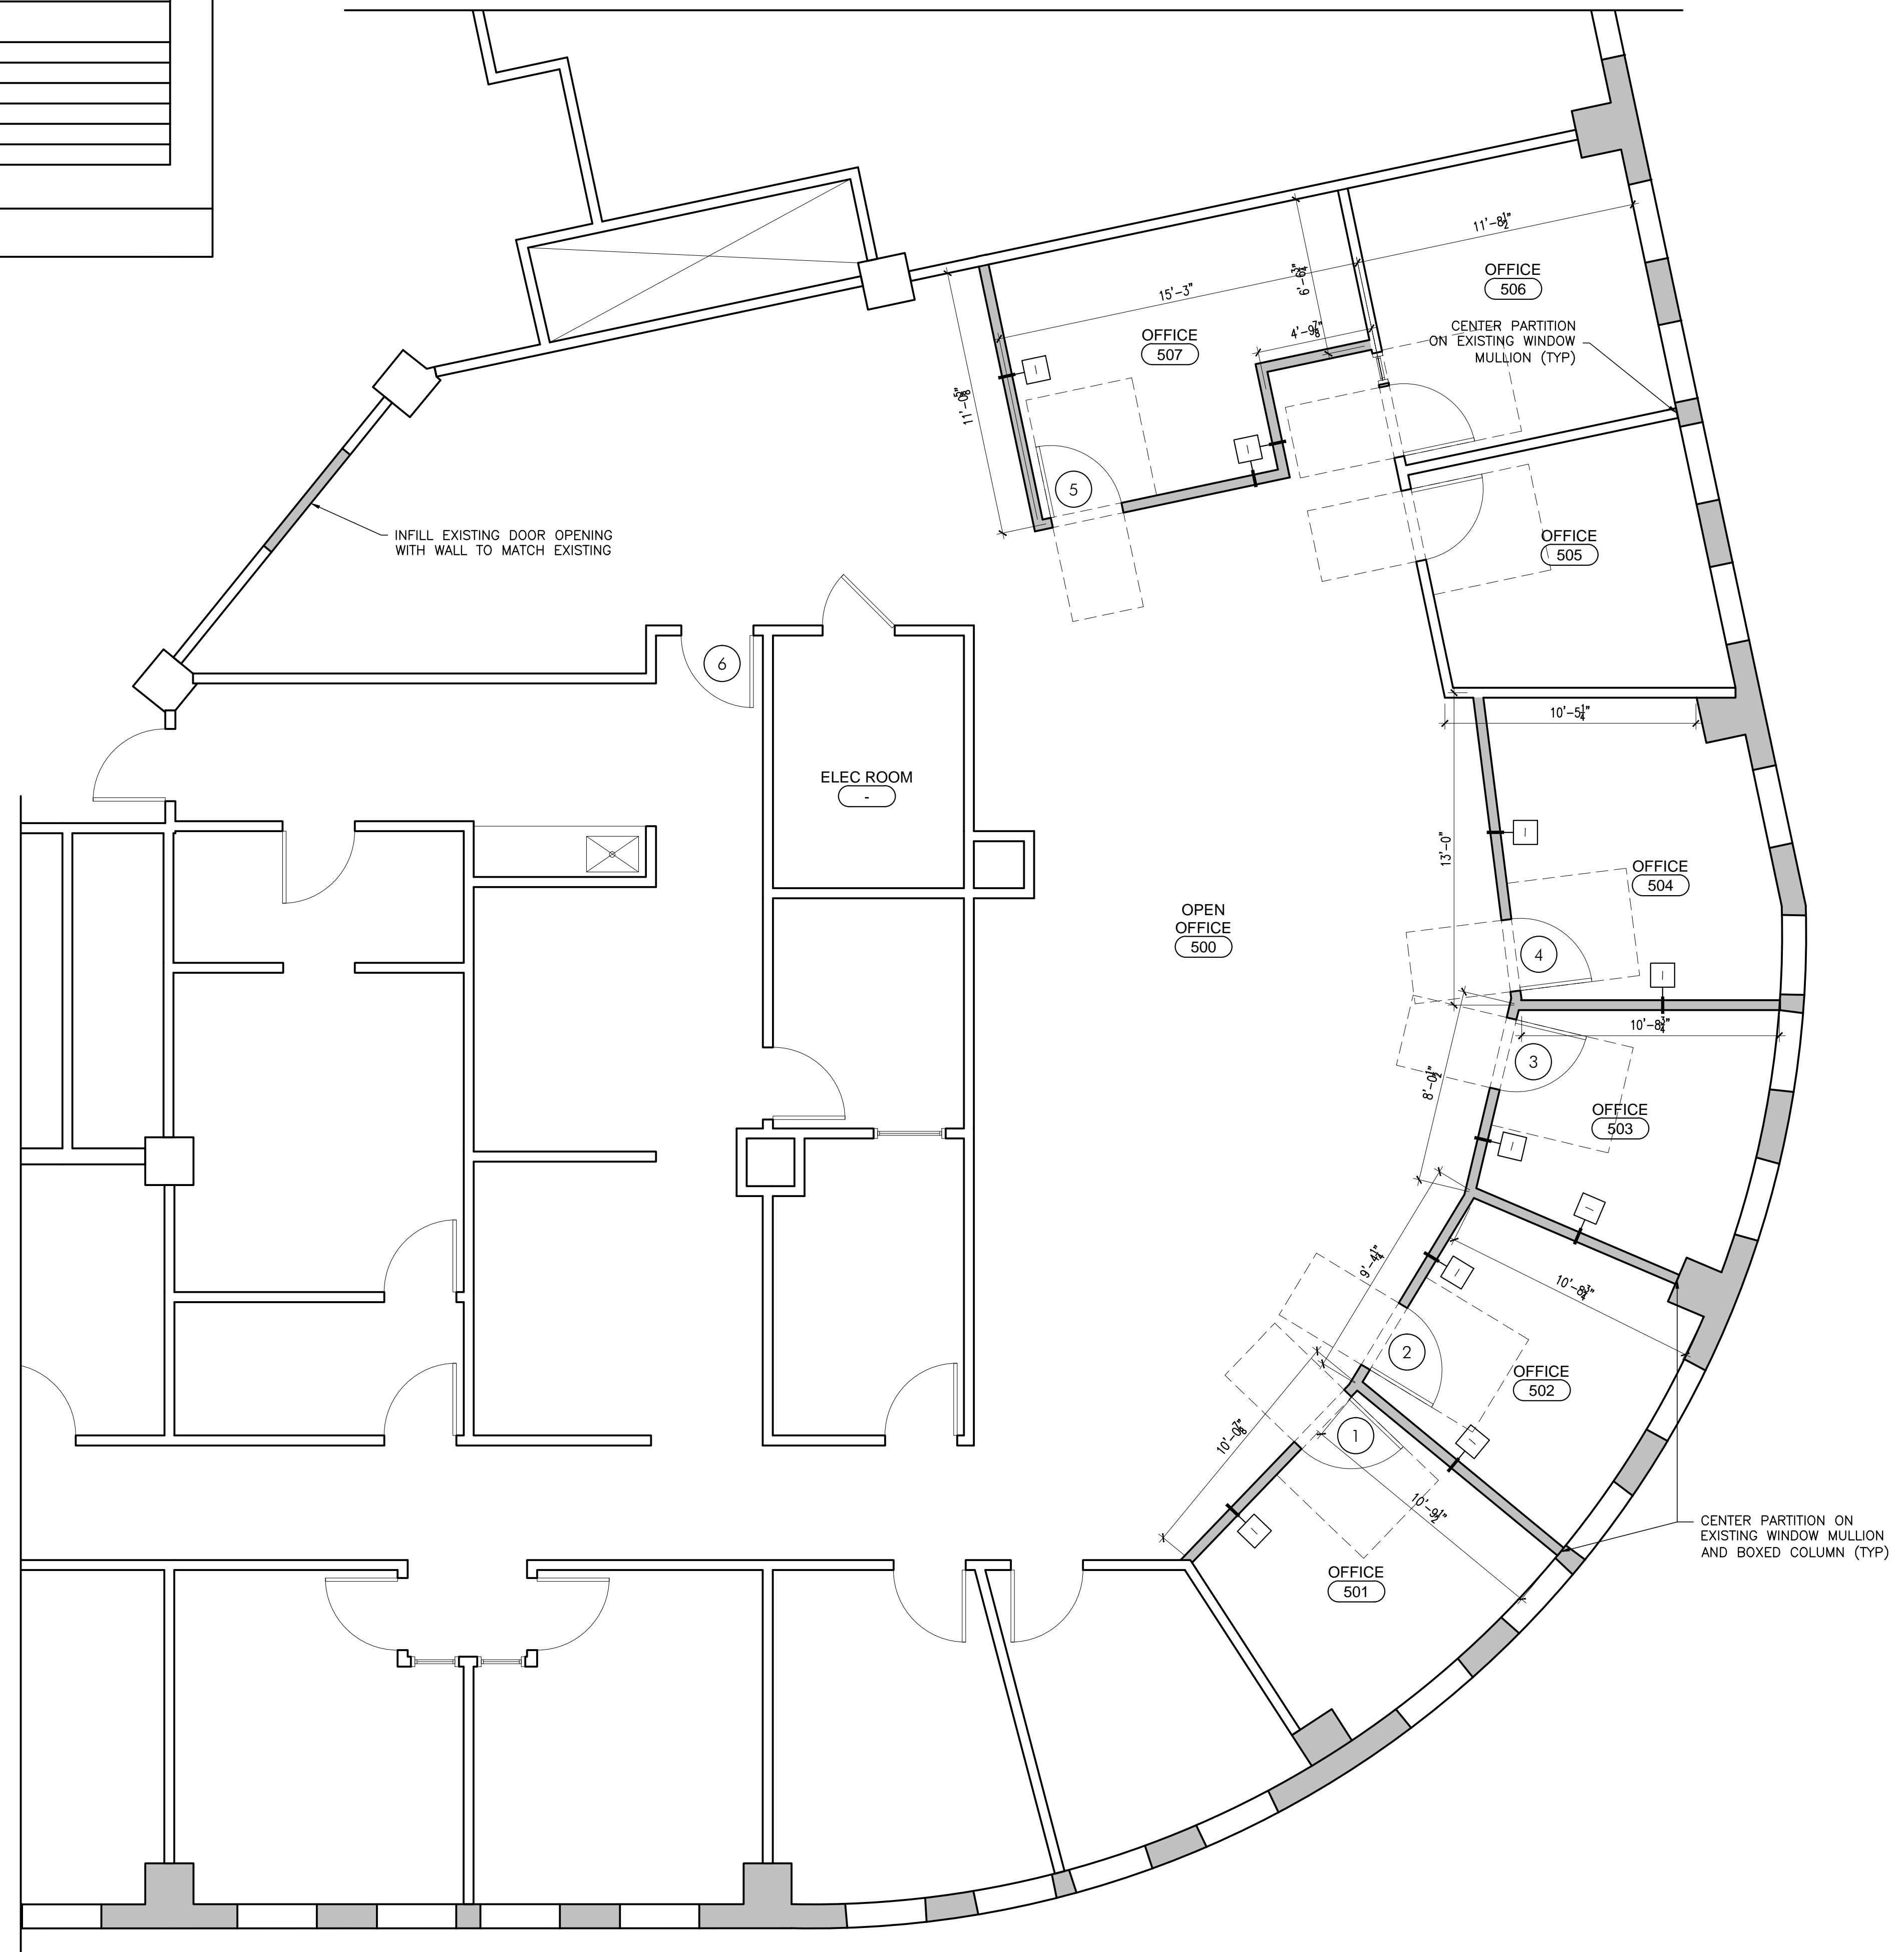 11'-8½"
OFFICE
506
15'-3"
9'-6¾"
4'-9⅞"
OFFICE
507
CENTER PARTITION
ON EXISTING WINDOW
MULLION (TYP)
11'-0⅝"
5
INFILL EXISTING DOOR OPENING
WITH WALL TO MATCH EXISTING
OFFICE
505
6
10'-5¼"
ELEC ROOM
-
13'-0"
OFFICE
504
OPEN
OFFICE
500
4
10'-8¾"
3
8'-0½"
OFFICE
503
9'-4¼"
10'-8¾"
2
OFFICE
502
10'-0⅞"
1
10'-9½"
CENTER PARTITION ON
EXISTING WINDOW MULLION
AND BOXED COLUMN (TYP)
OFFICE
501